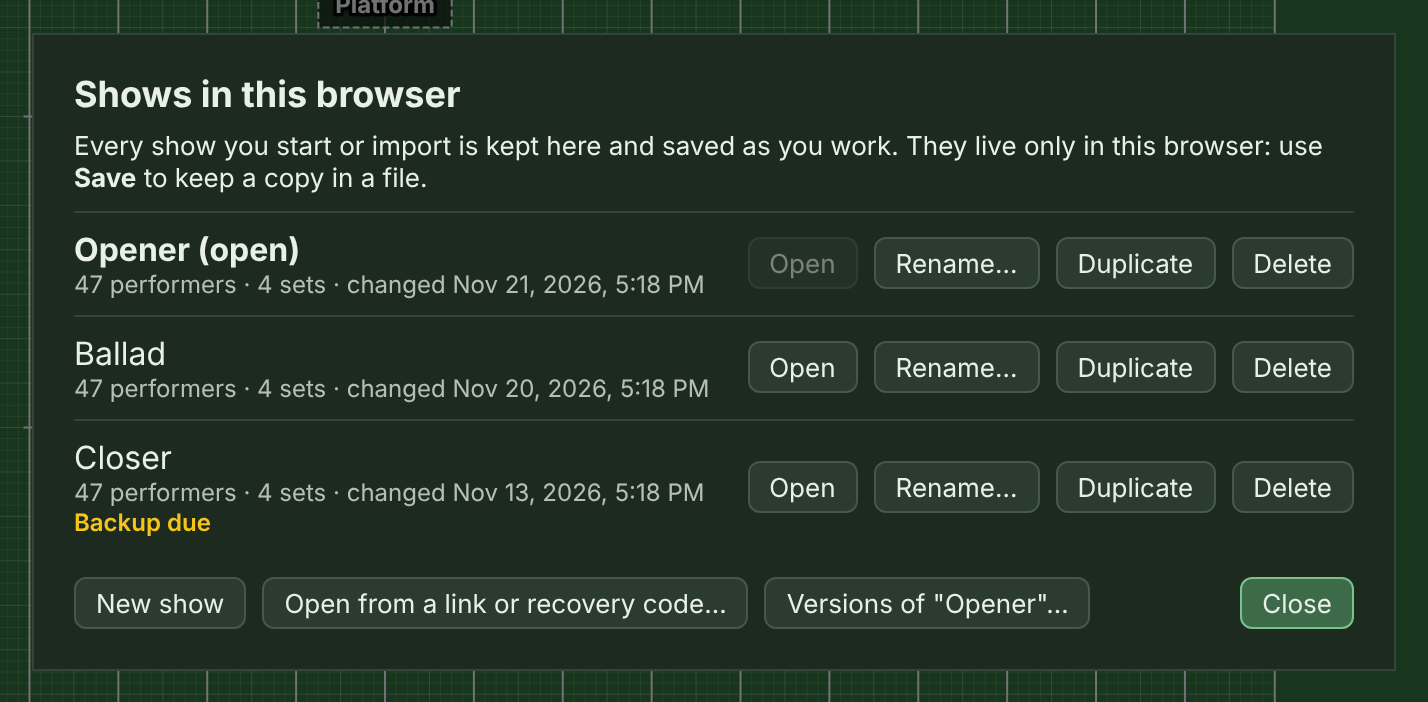 Platform
Shows in this browser
Every show you start or import is kept here and saved as you work. They live only in this browser: use
Save to keep a copy in a file.
Opener (open)
47 performers · 4 sets · changed Nov 21, 2026, 5:18 PM
Open Rename... Duplicate Delete
Ballad
47 performers · 4 sets · changed Nov 20, 2026, 5:18 PM
Open Rename... Duplicate Delete
Closer
47 performers · 4 sets · changed Nov 13, 2026, 5:18 PM
Backup due
Open Rename... Duplicate Delete
New show Open from a link or recovery code... Versions of "Opener"... Close